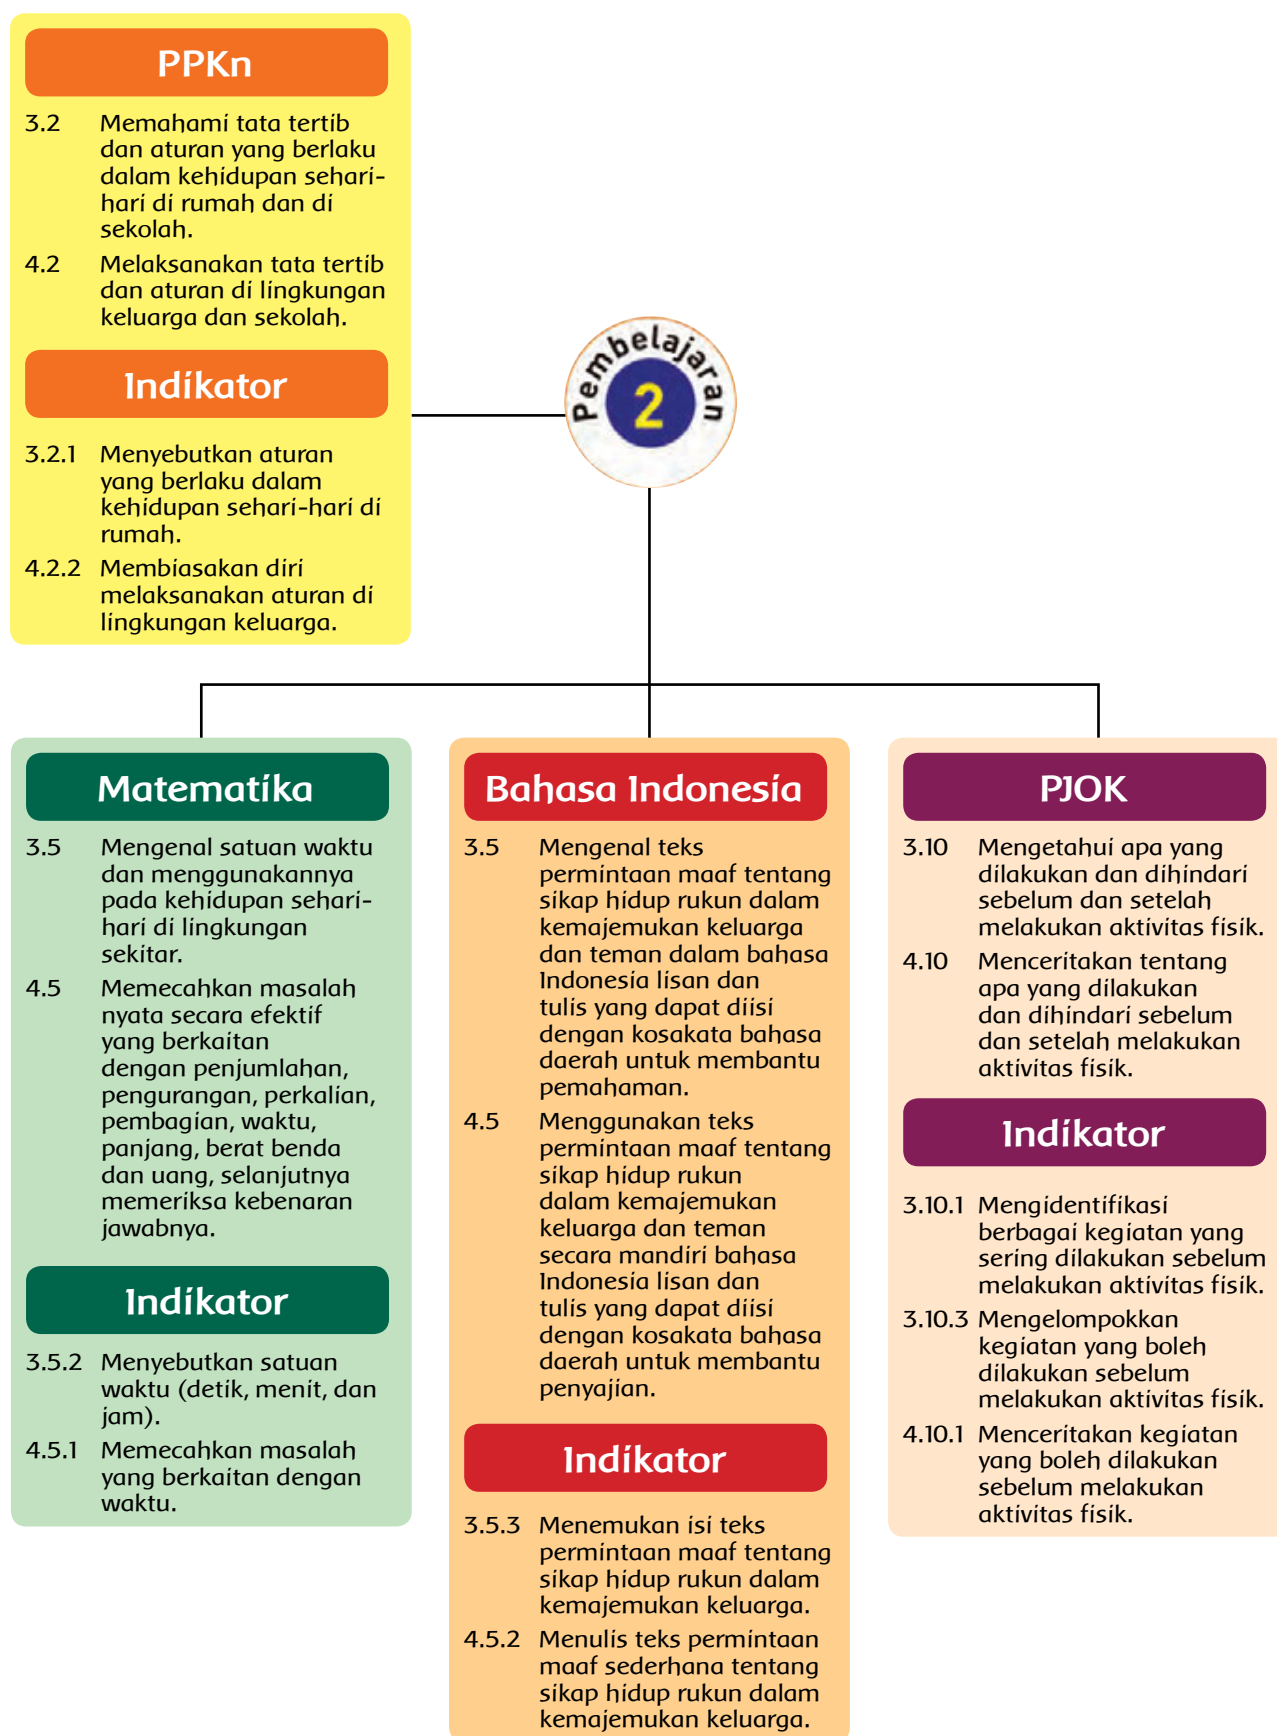 PPKn
3.2 Memahami tata tertib
dan aturan yang berlaku
dalam kehidupan sehari-
hari di rumah dan di
sekolah.
4.2 Melaksanakan tata tertib
dan aturan di lingkungan
keluarga dan sekolah.
Indikator
3.2.1 Menyebutkan aturan
yang berlaku dalam
kehidupan sehari-hari di
rumah.
4.2.2 Membiasakan diri
melaksanakan aturan di
lingkungan keluarga.
Pembelajaran
2
Matematika
3.5 Mengenal satuan waktu
dan menggunakannya
pada kehidupan sehari-
hari di lingkungan
sekitar.
4.5 Memecahkan masalah
nyata secara efektif
yang berkaitan
dengan penjumlahan,
pengurangan, perkalian,
pembagian, waktu,
panjang, berat benda
dan uang, selanjutnya
memeriksa kebenaran
jawabnya.
Indikator
3.5.2 Menyebutkan satuan
waktu (detik, menit, dan
jam).
4.5.1 Memecahkan masalah
yang berkaitan dengan
waktu.
Bahasa Indonesia
3.5 Mengenal teks
permintaan maaf tentang
sikap hidup rukun dalam
kemajemukan keluarga
dan teman dalam bahasa
Indonesia lisan dan
tulis yang dapat diisi
dengan kosakata bahasa
daerah untuk membantu
pemahaman.
4.5 Menggunakan teks
permintaan maaf tentang
sikap hidup rukun
dalam kemajemukan
keluarga dan teman
secara mandiri bahasa
Indonesia lisan dan
tulis yang dapat diisi
dengan kosakata bahasa
daerah untuk membantu
penyajian.
Indikator
3.5.3 Menemukan isi teks
permintaan maaf tentang
sikap hidup rukun dalam
kemajemukan keluarga.
4.5.2 Menulis teks permintaan
maaf sederhana tentang
sikap hidup rukun dalam
kemajemukan keluarga.
PJOK
3.10 Mengetahui apa yang
dilakukan dan dihindari
sebelum dan setelah
melakukan aktivitas fisik.
4.10 Menceritakan tentang
apa yang dilakukan
dan dihindari sebelum
dan setelah melakukan
aktivitas fisik.
Indikator
3.10.1 Mengidentifikasi
berbagai kegiatan yang
sering dilakukan sebelum
melakukan aktivitas fisik.
3.10.3 Mengelompokkan
kegiatan yang boleh
dilakukan sebelum
melakukan aktivitas fisik.
4.10.1 Menceritakan kegiatan
yang boleh dilakukan
sebelum melakukan
aktivitas fisik.